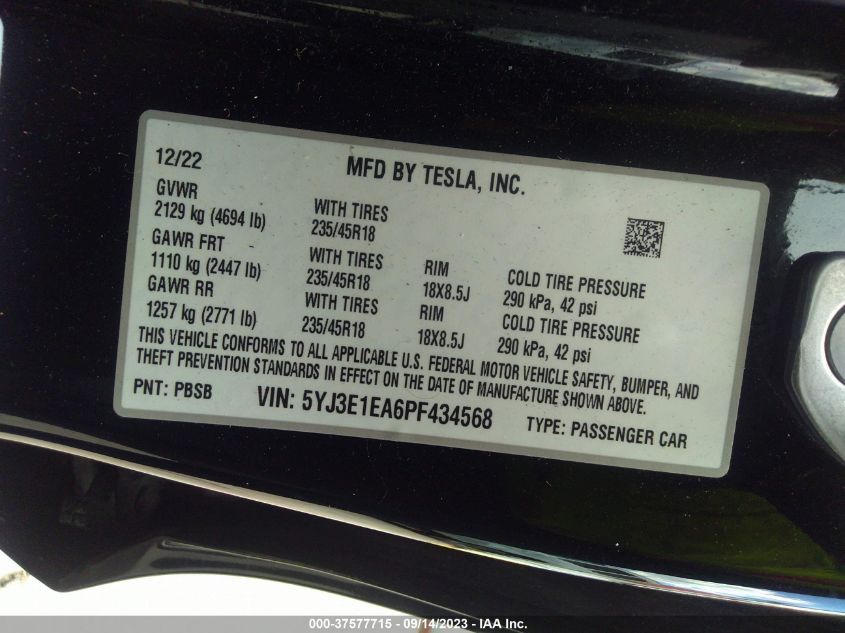 12/22
MFD BY TESLA, INC.
GVWR
2129 kg (4694 lb)
WITH TIRES
235/45R18
GAWR FRT
1110 kg (2447 lb)
WITH TIRES
235/45R18
RIM
18X8.5J
COLD TIRE PRESSURE
290 kPa, 42 psi
GAWR RR
1257 kg (2771 lb)
WITH TIRES
235/45R18
RIM
18X8.5J
COLD TIRE PRESSURE
290 kPa, 42 psi
THIS VEHICLE CONFORMS TO ALL APPLICABLE U.S. FEDERAL MOTOR VEHICLE SAFETY, BUMPER, AND
THEFT PREVENTION STANDARDS IN EFFECT ON THE DATE OF MANUFACTURE SHOWN ABOVE.
PNT: PBSB VIN: 5YJ3E1EA6PF434568 TYPE: PASSENGER CAR
000-37577715 - 09/14/2023 - IAA Inc.